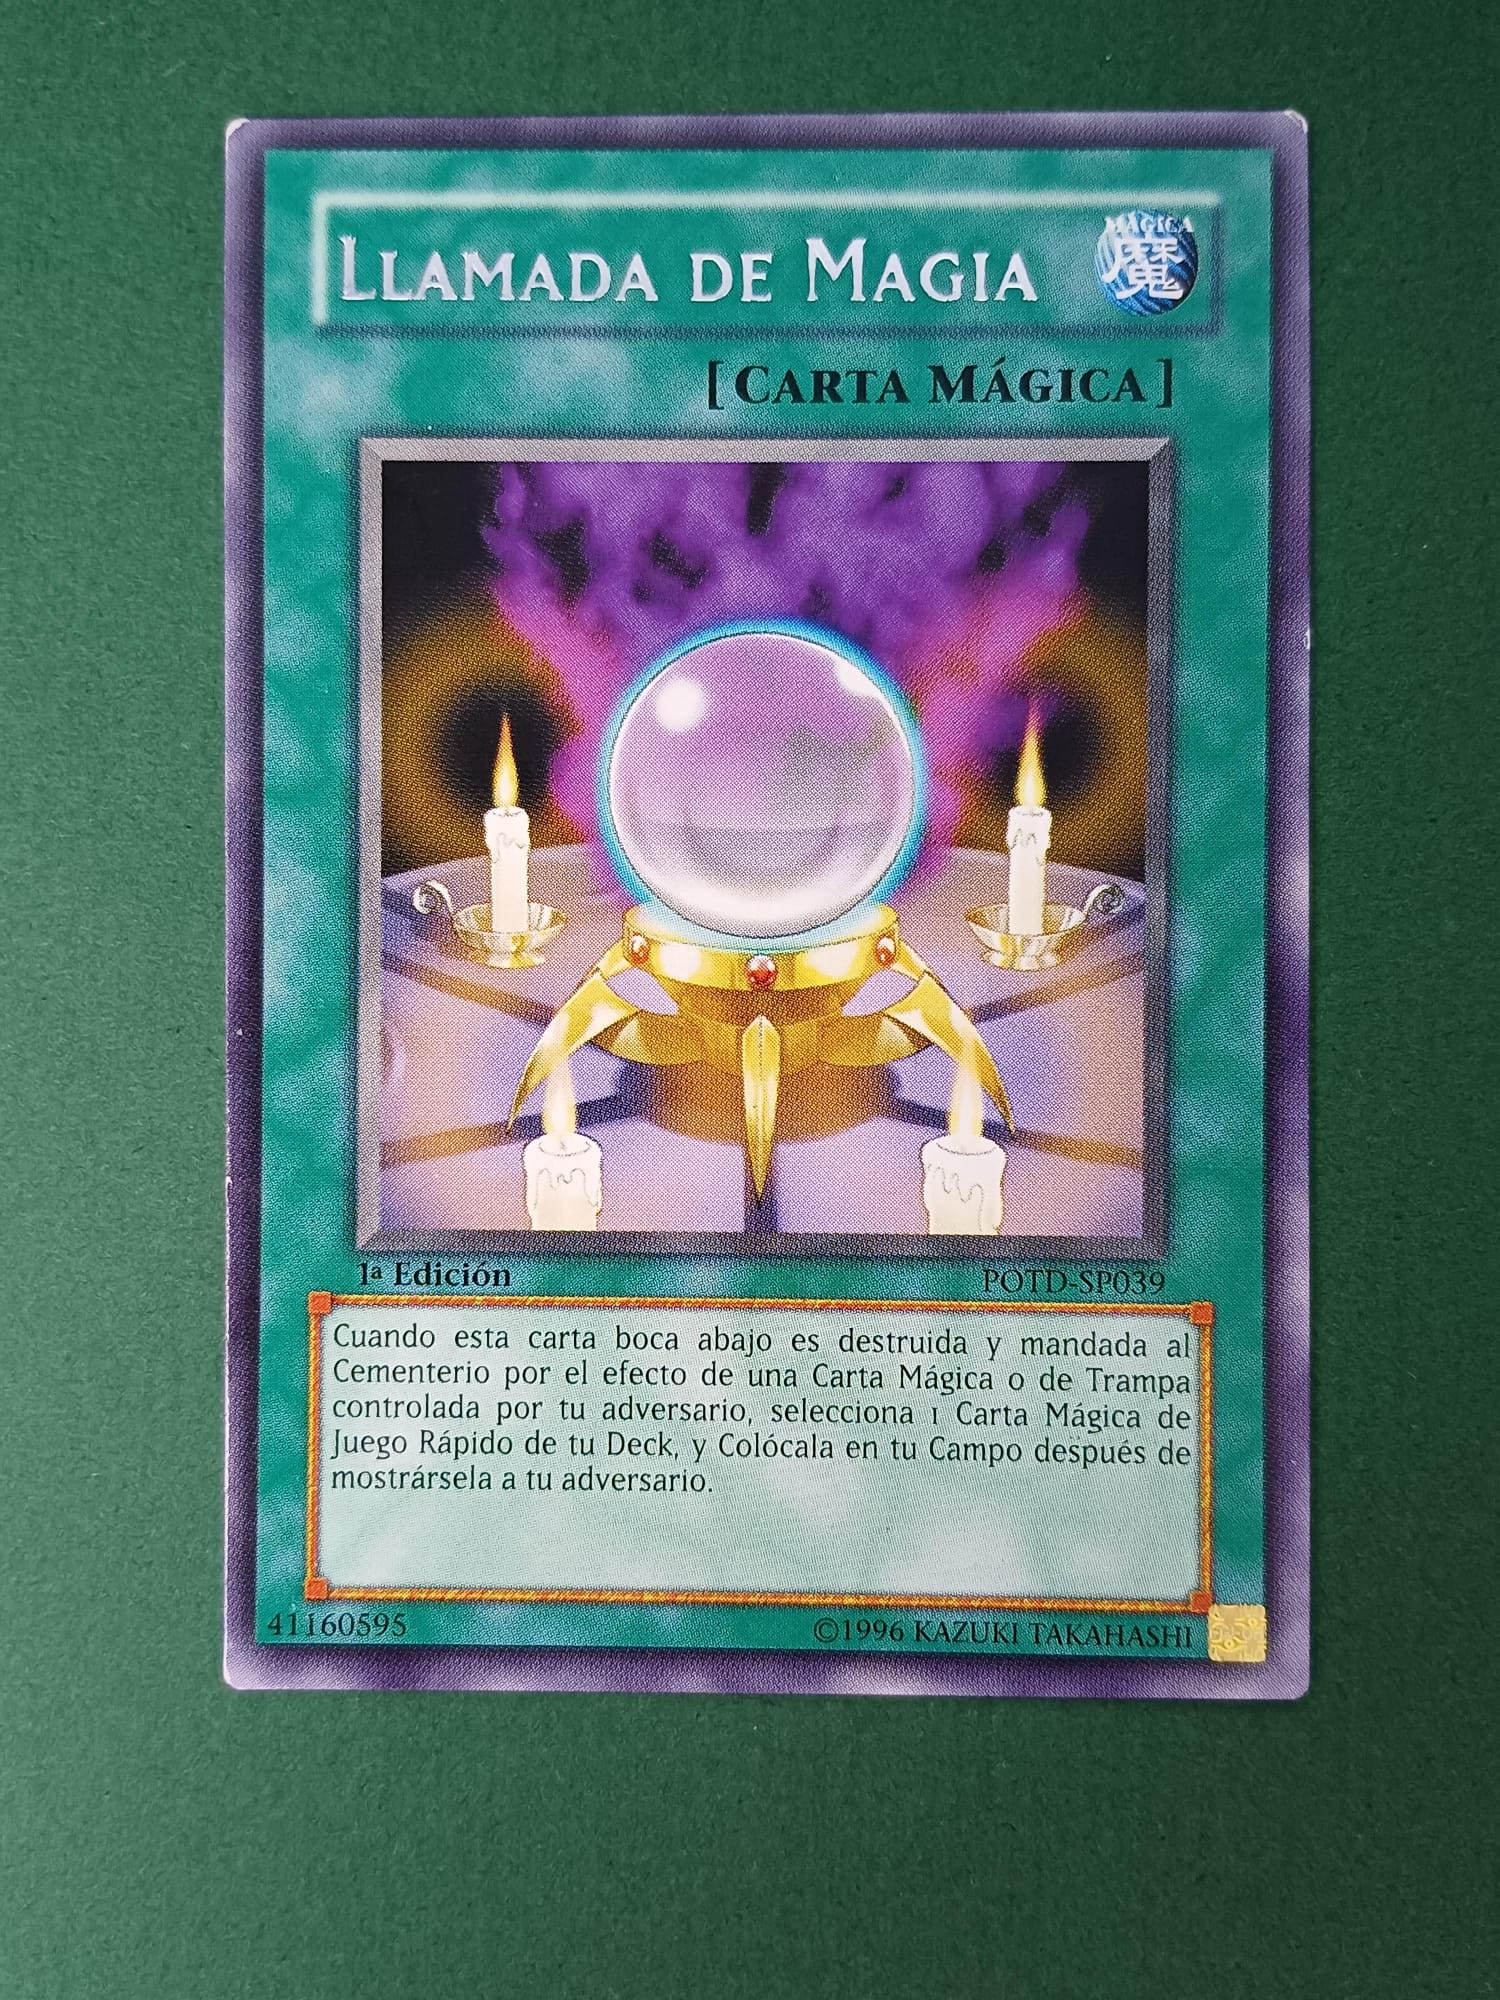 LLAMADA DE MAGIA
MÁGICA
魔
[CARTA MÁGICA]
1ª Edición
POTD-SP039
Cuando esta carta boca abajo es destruida y mandada al
Cementerio por el efecto de una Carta Mágica o de Trampa
controlada por tu adversario, selecciona 1 Carta Mágica de
Juego Rápido de tu Deck, y Colócala en tu Campo después de
mostrársela a tu adversario.
41160595
©1996 KAZUKI TAKAHASHI